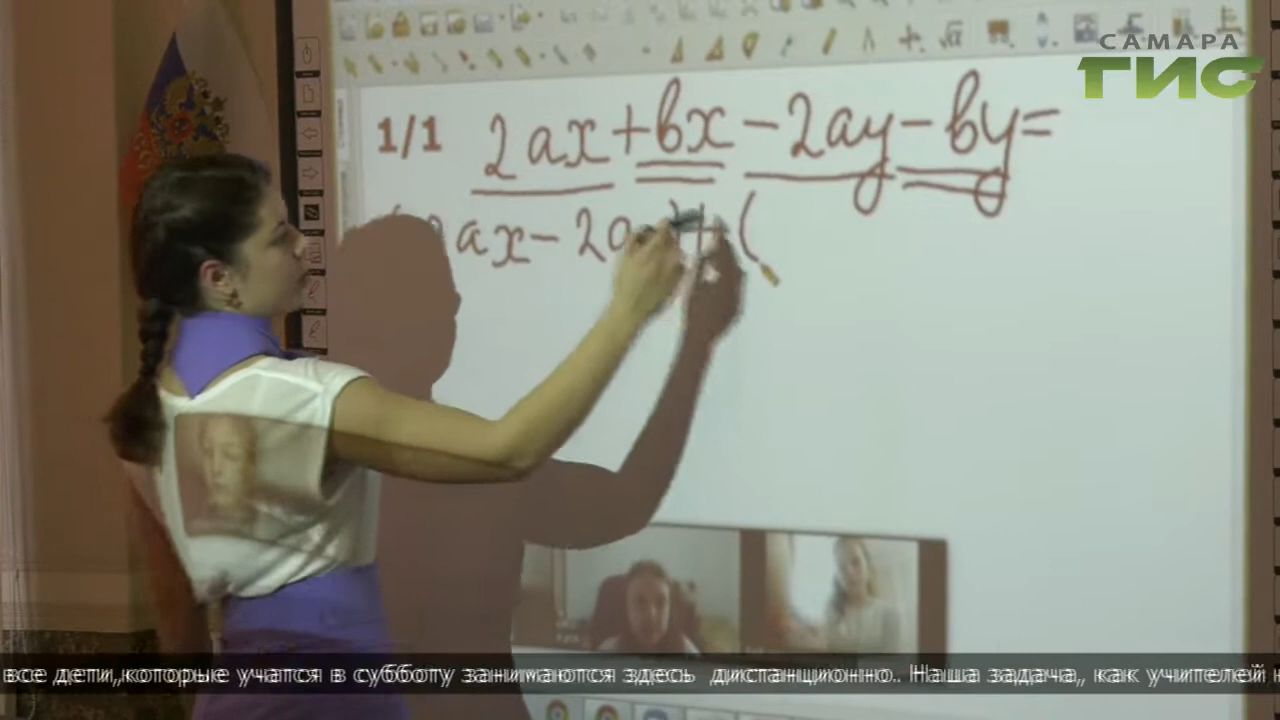 САМАРА
ГИС
1/1 2ax+bx-2ay-by=
ax-2a )+(
все дети,,которые учатся в субботу занимаются здесь дистанционно.. Наша задача,, как учителей